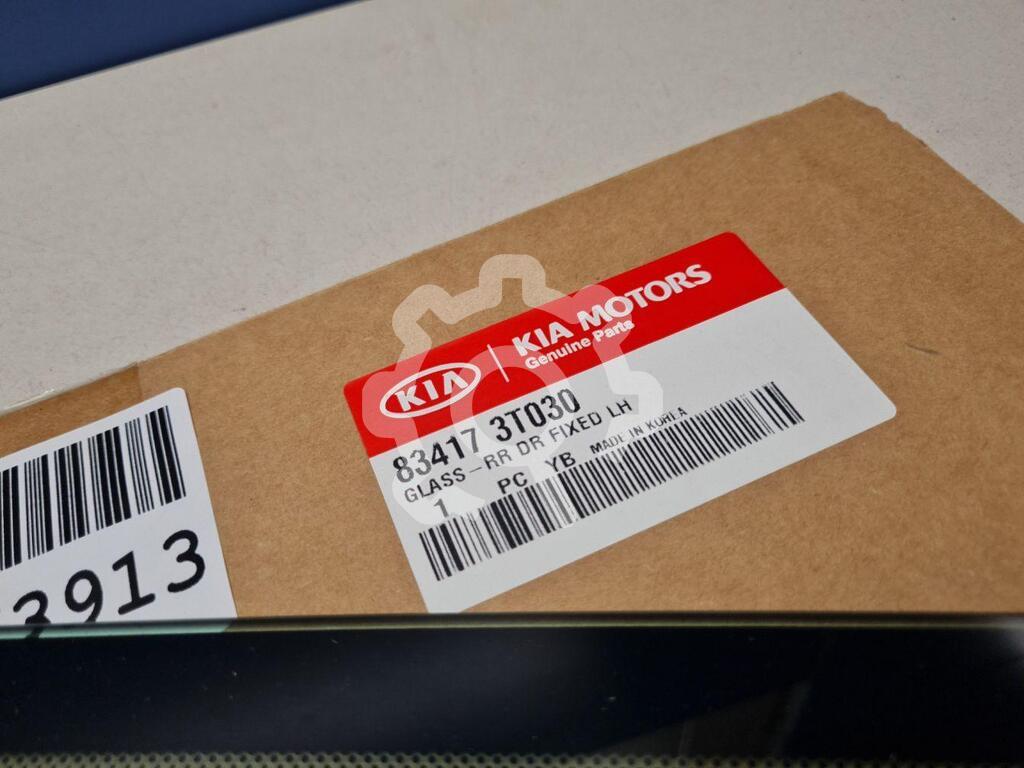 KIA
KIA MOTORS
Genuine Parts
83417 3T030
GLASS-RR DR FIXED LH
1 PC YB MADE IN KOREA
3913